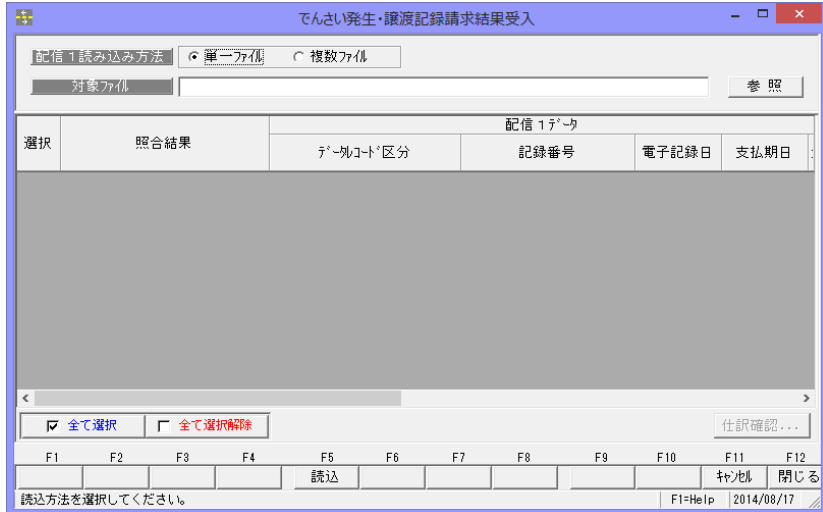 でんさい発生・譲渡記録請求結果受入
配信1読み込み方法 単一ファイル 複数ファイル
対象ファイル 参照
配信1データ
選択 照合結果 データレコード区分 記録番号 電子記録日 支払期日
全て選択 全て選択解除 仕訳確認...
F1 F2 F3 F4 F5 F6 F7 F8 F9 F10 F11 F12
読込 キャンセル 閉じる
読込方法を選択してください。 F1=Help 2014/08/17